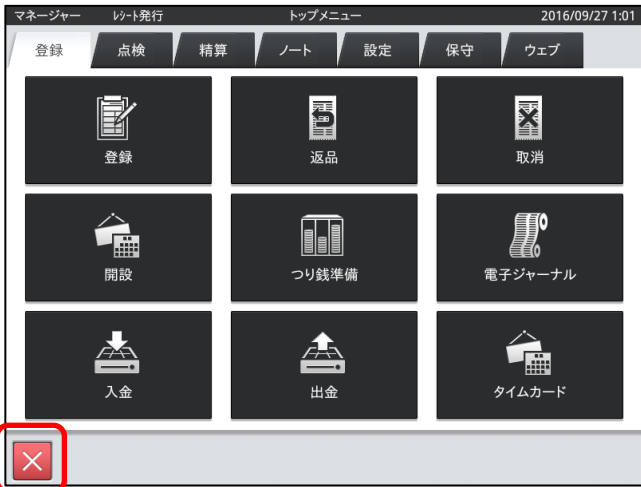 マネージャー ﾚｼｰﾄ発行 トップメニュー 2016/09/27 1:01
登録 点検 精算 ノート 設定 保守 ウェブ
登録 返品 取消
開設 つり銭準備 電子ジャーナル
入金 出金 タイムカード